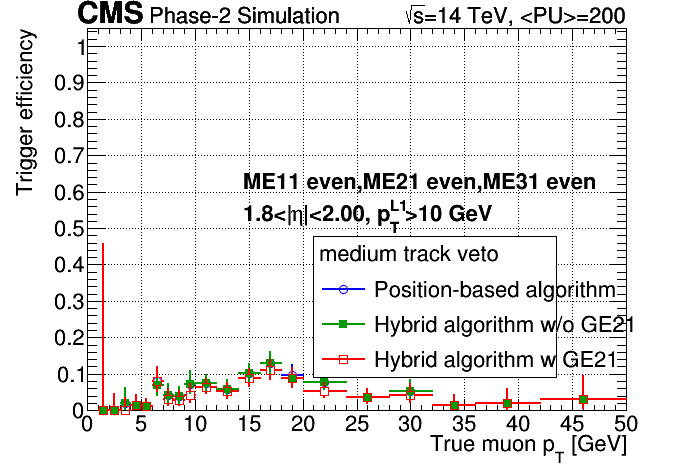 CMS Phase-2 Simulation √s=14 TeV, <PU>=200
Trigger efficiency
1
0.9
0.8
0.7
0.6
0.5
0.4
0.3
0.2
0.1
0
ME11 even,ME21 even,ME31 even
1.8<|η|<2.00, p_T^L1>10 GeV
medium track veto
Position-based algorithm
Hybrid algorithm w/o GE21
Hybrid algorithm w GE21
0 5 10 15 20 25 30 35 40 45 50
True muon p_T [GeV]